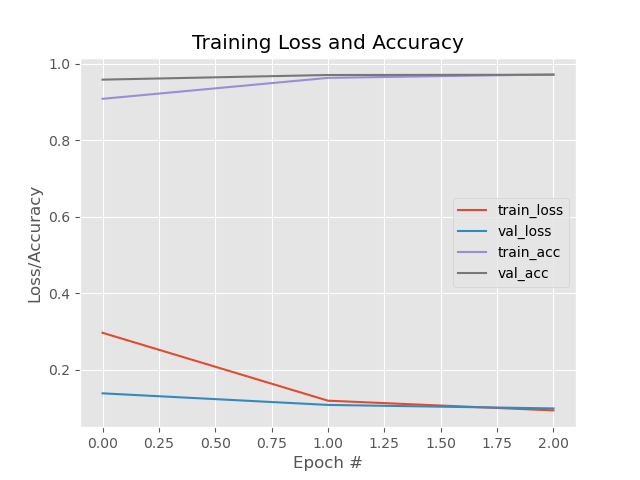 Training Loss and Accuracy
1.0
0.8
0.6
0.4
0.2
Loss/Accuracy
train_loss
val_loss
train_acc
val_acc
0.00 0.25 0.50 0.75 1.00 1.25 1.50 1.75 2.00
Epoch #